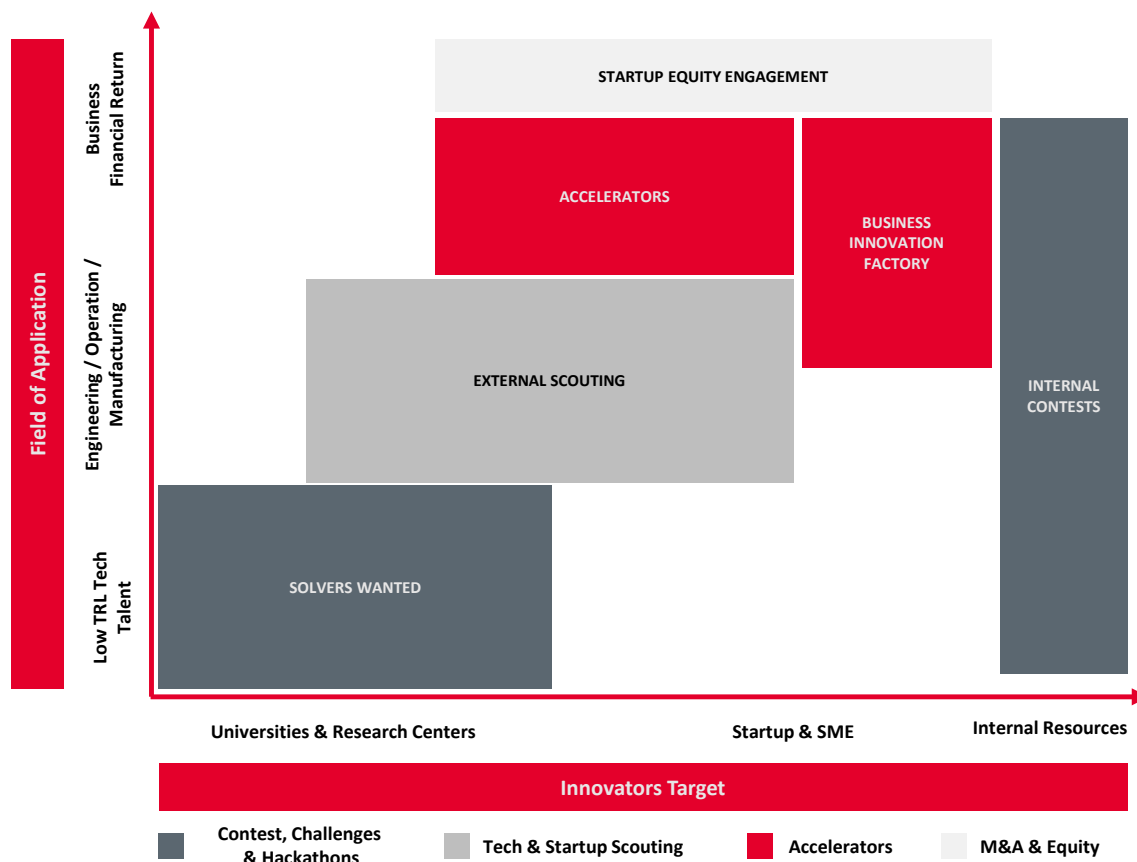 Field of Application
Business
Financial Return
Engineering / Operation /
Manufacturing
Low TRL Tech
Talent
STARTUP EQUITY ENGAGEMENT
ACCELERATORS
BUSINESS
INNOVATION
FACTORY
EXTERNAL SCOUTING
INTERNAL
CONTESTS
SOLVERS WANTED
Universities & Research Centers
Startup & SME
Internal Resources
Innovators Target
Contest, Challenges
& Hackathons
Tech & Startup Scouting
Accelerators
M&A & Equity